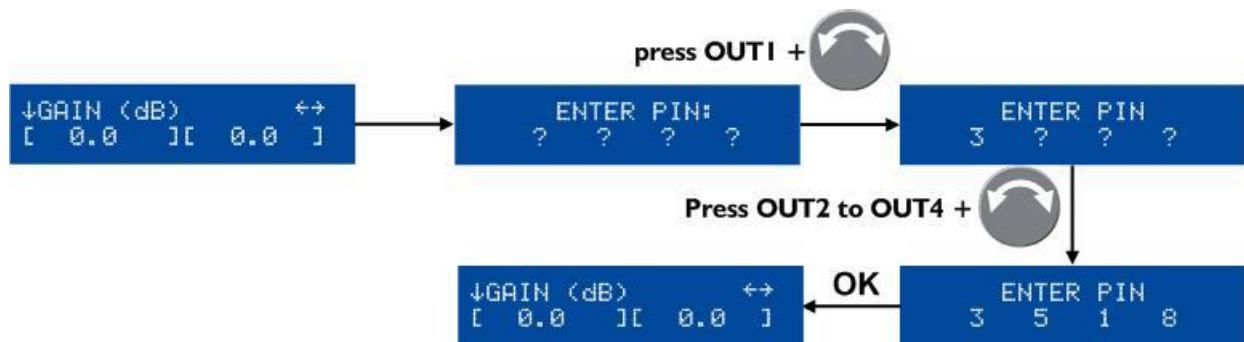 press OUT1 +
↓GAIN (dB) ↔
[ 0.0 ][ 0.0 ]
ENTER PIN:
? ? ? ?
ENTER PIN
3 ? ? ?
Press OUT2 to OUT4 +
ENTER PIN
3 5 1 8
OK
↓GAIN (dB) ↔
[ 0.0 ][ 0.0 ]